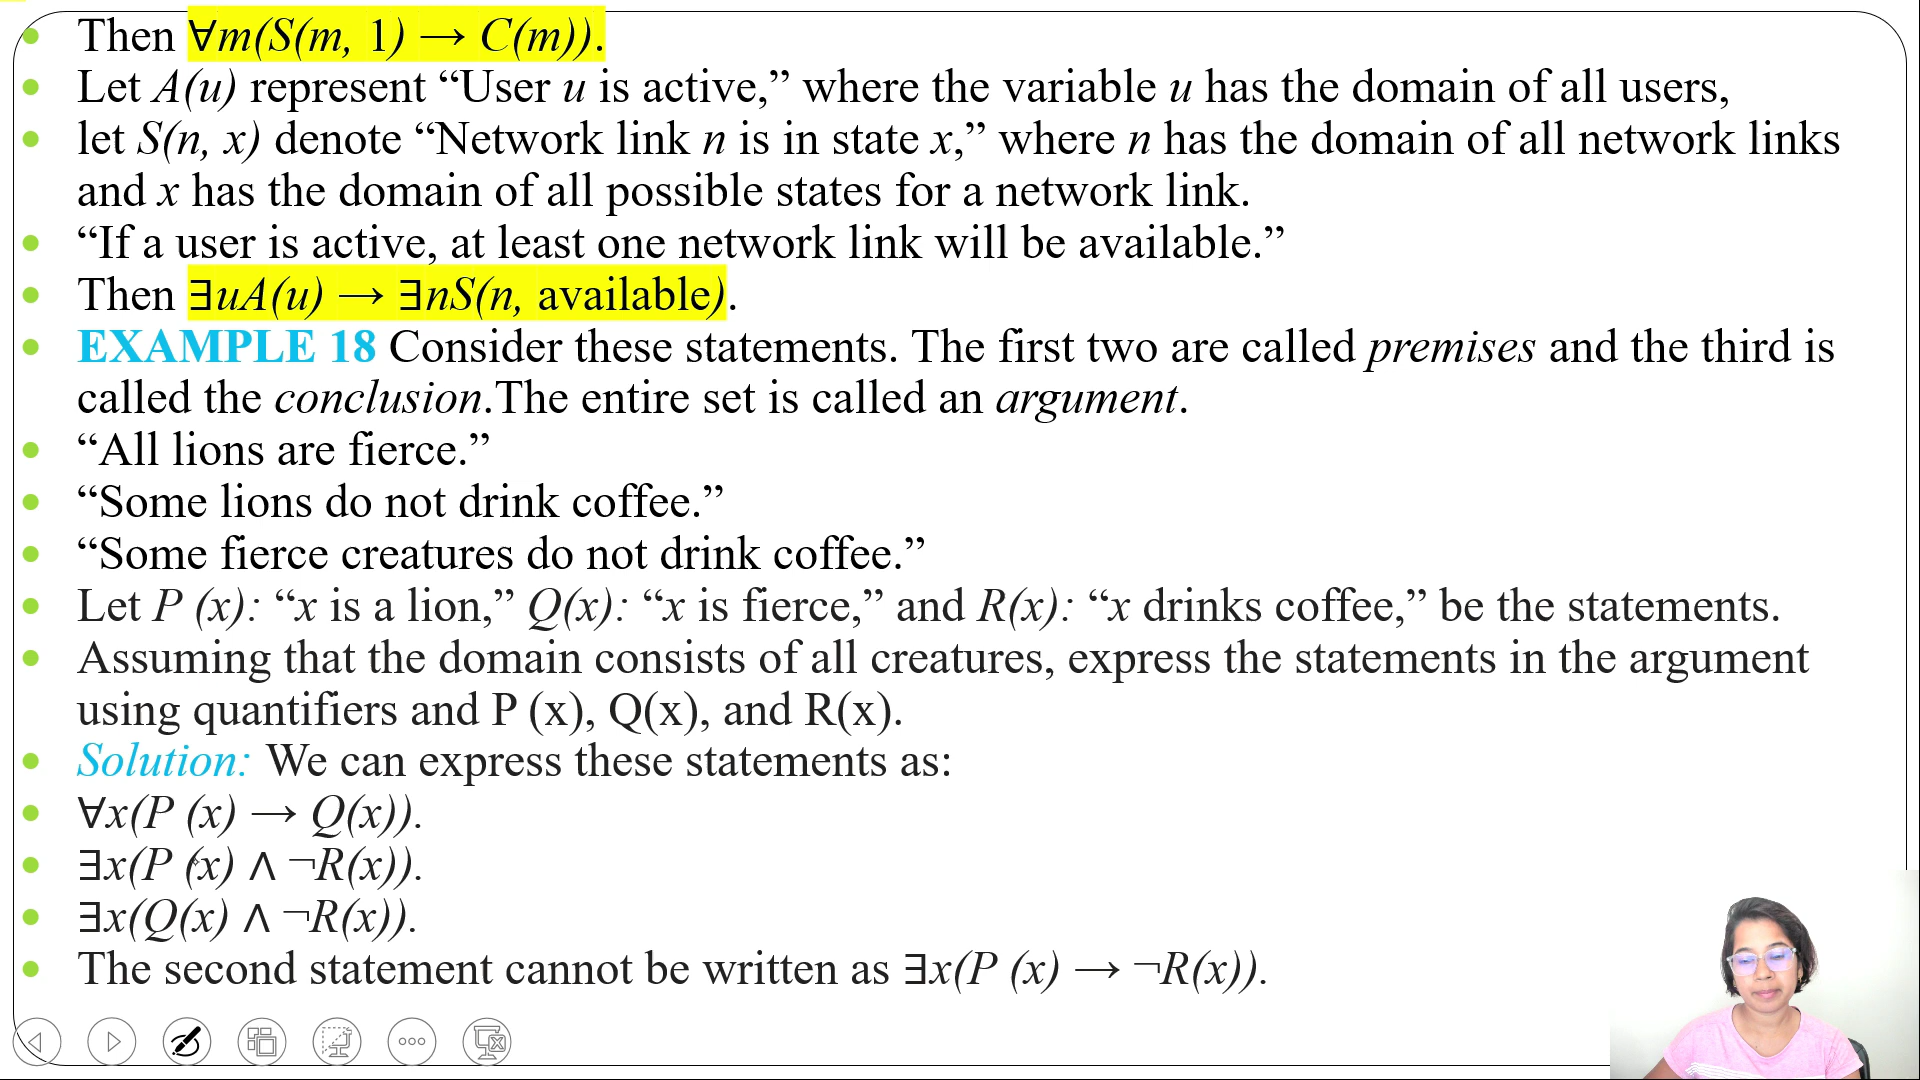 Then ∀m(S(m, 1) → C(m)).
Let A(u) represent “User u is active,” where the variable u has the domain of all users,
let S(n, x) denote “Network link n is in state x,” where n has the domain of all network links
and x has the domain of all possible states for a network link.
“If a user is active, at least one network link will be available.”
Then ∃uA(u) → ∃nS(n, available).
EXAMPLE 18 Consider these statements. The first two are called premises and the third is
called the conclusion.The entire set is called an argument.
“All lions are fierce.”
“Some lions do not drink coffee.”
“Some fierce creatures do not drink coffee.”
Let P (x): “x is a lion,” Q(x): “x is fierce,” and R(x): “x drinks coffee,” be the statements.
Assuming that the domain consists of all creatures, express the statements in the argument
using quantifiers and P (x), Q(x), and R(x).
Solution: We can express these statements as:
∀x(P (x) → Q(x)).
∃x(P (x) ∧ ¬R(x)).
∃x(Q(x) ∧ ¬R(x)).
The second statement cannot be written as ∃x(P (x) → ¬R(x)).